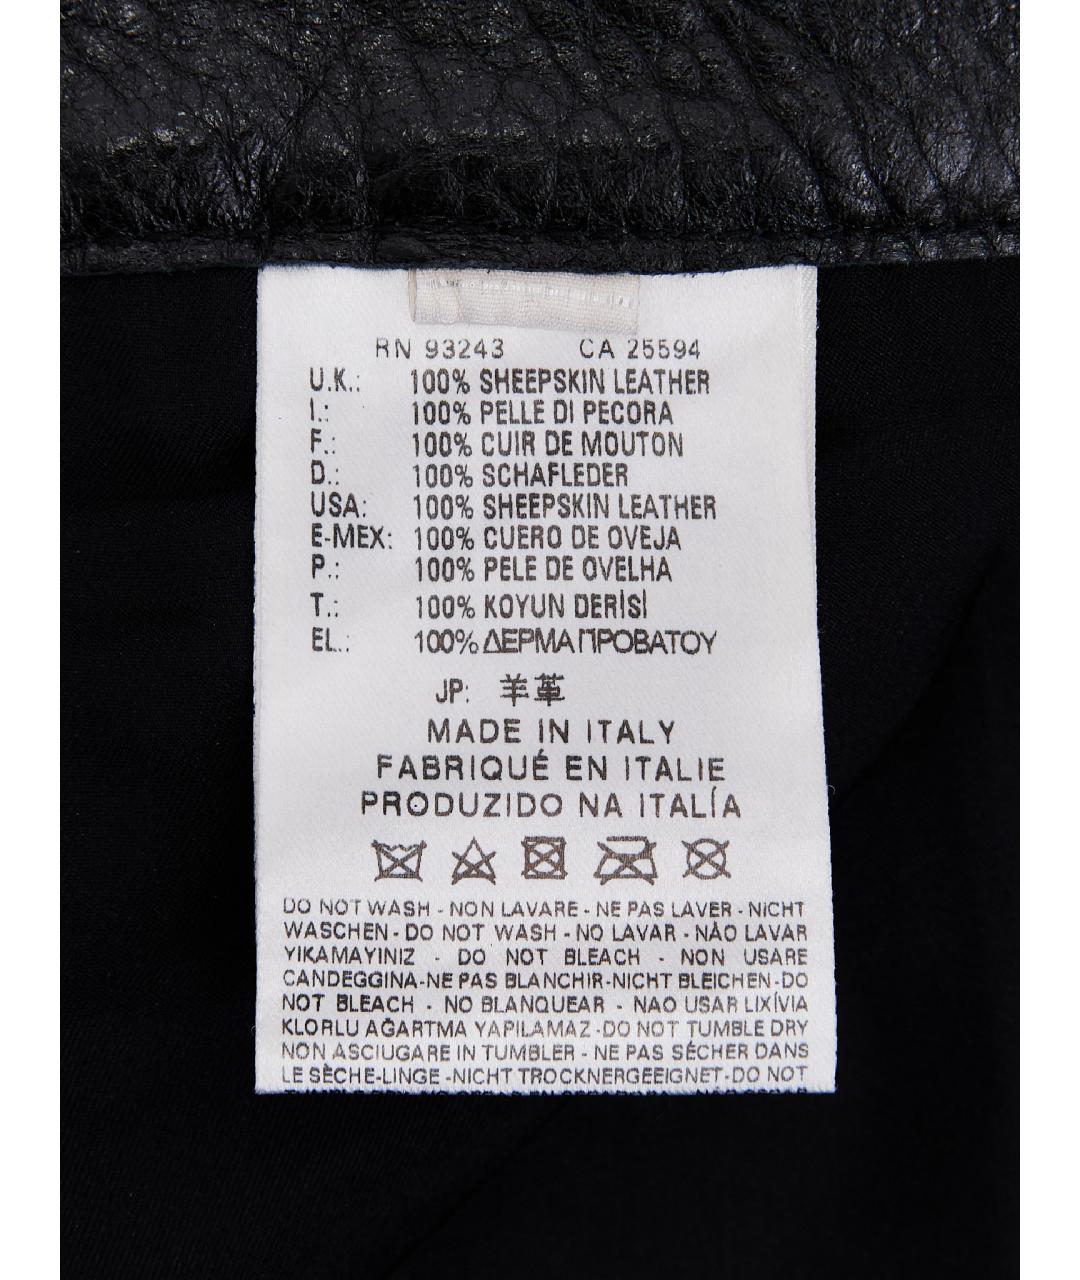 RN 93243 CA 25594
U.K.: 100% SHEEPSKIN LEATHER
I.: 100% PELLE DI PECORA
F.: 100% CUIR DE MOUTON
D.: 100% SCHAFLEDER
USA: 100% SHEEPSKIN LEATHER
E-MEX: 100% CUERO DE OVEJA
P.: 100% PELE DE OVELHA
T.: 100% KOYUN DERİSİ
EL.: 100% ΔΕΡΜΑ ΠΡΟΒΑΤΟΥ
JP: 羊革
MADE IN ITALY
FABRIQUÉ EN ITALIE
PRODUZIDO NA ITALÍA
DO NOT WASH - NON LAVARE - NE PAS LAVER - NICHT
WASCHEN - DO NOT WASH - NO LAVAR - NÃO LAVAR
YIKAMAYINIZ - DO NOT BLEACH - NON USARE
CANDEGGINA-NE PAS BLANCHIR-NICHT BLEICHEN-DO
NOT BLEACH - NO BLANQUEAR - NAO USAR LIXÍVIA
KLORLU AĞARTMA YAPILAMAZ -DO NOT TUMBLE DRY
NON ASCIUGARE IN TUMBLER - NE PAS SÉCHER DANS
LE SÈCHE-LINGE -NICHT TROCKNERGEEIGNET-DO NOT